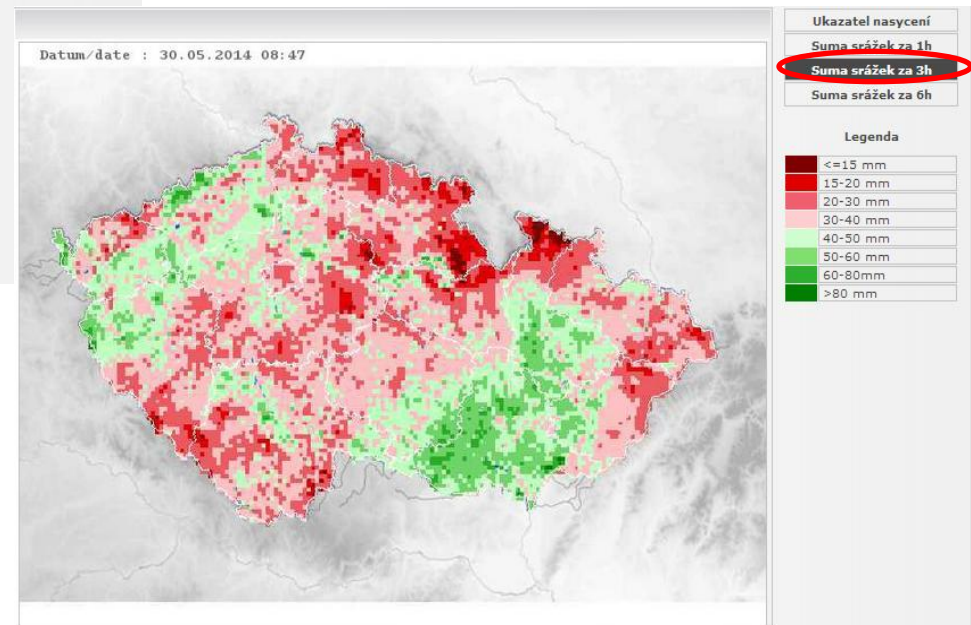 Datum/date : 30.05.2014 08:47
Ukazatel nasycení
Suma srážek za 1h
Suma srážek za 3h
Suma srážek za 6h
Legenda
<=15 mm
15-20 mm
20-30 mm
30-40 mm
40-50 mm
50-60 mm
60-80mm
>80 mm